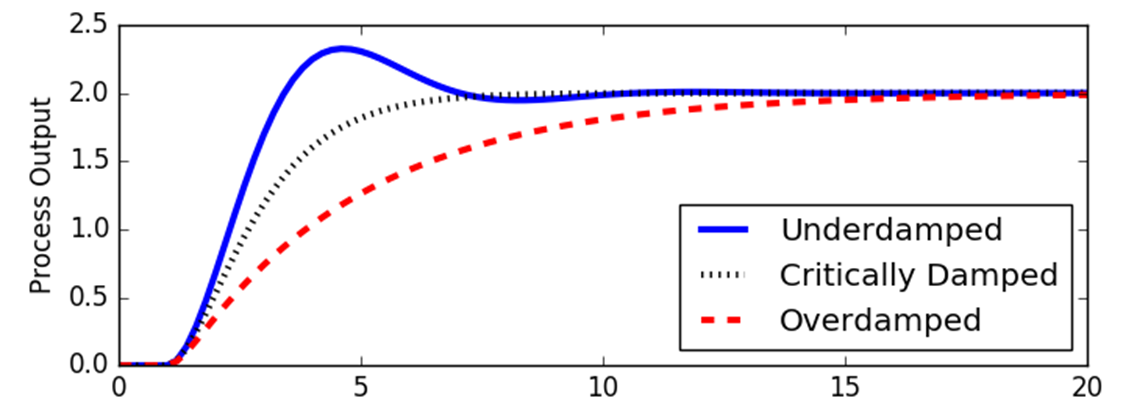 2.5
2.0
1.5
1.0
0.5
0.0
Process Output
Underdamped
Critically Damped
Overdamped
0 5 10 15 20